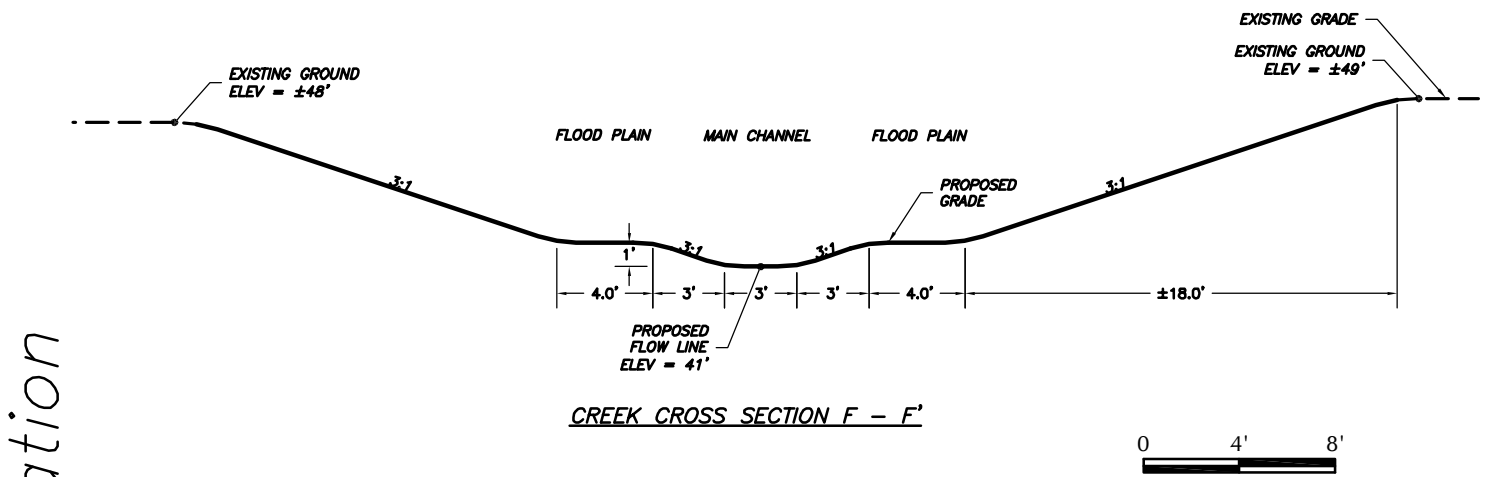 EXISTING GRADE
EXISTING GROUND
ELEV = ±49'
EXISTING GROUND
ELEV = ±48'
FLOOD PLAIN
MAIN CHANNEL
FLOOD PLAIN
3:1
3:1
PROPOSED
GRADE
1'
3:1
3:1
4.0'
3'
3'
3'
4.0'
±18.0'
PROPOSED
FLOW LINE
ELEV = 41'
CREEK CROSS SECTION F – F'
0 4' 8'